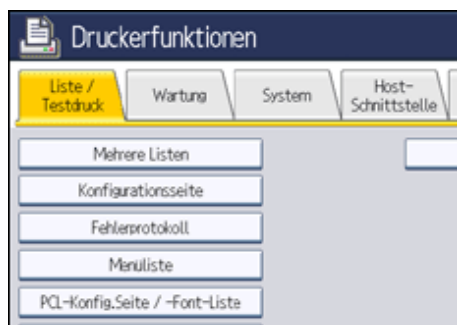 Druckerfunktionen
Liste /
Testdruck
Wartung
System
Host-
Schnittstelle
Mehrere Listen
Konfigurationsseite
Fehlerprotokoll
Menüliste
PCL-Konfig.Seite / -Font-Liste